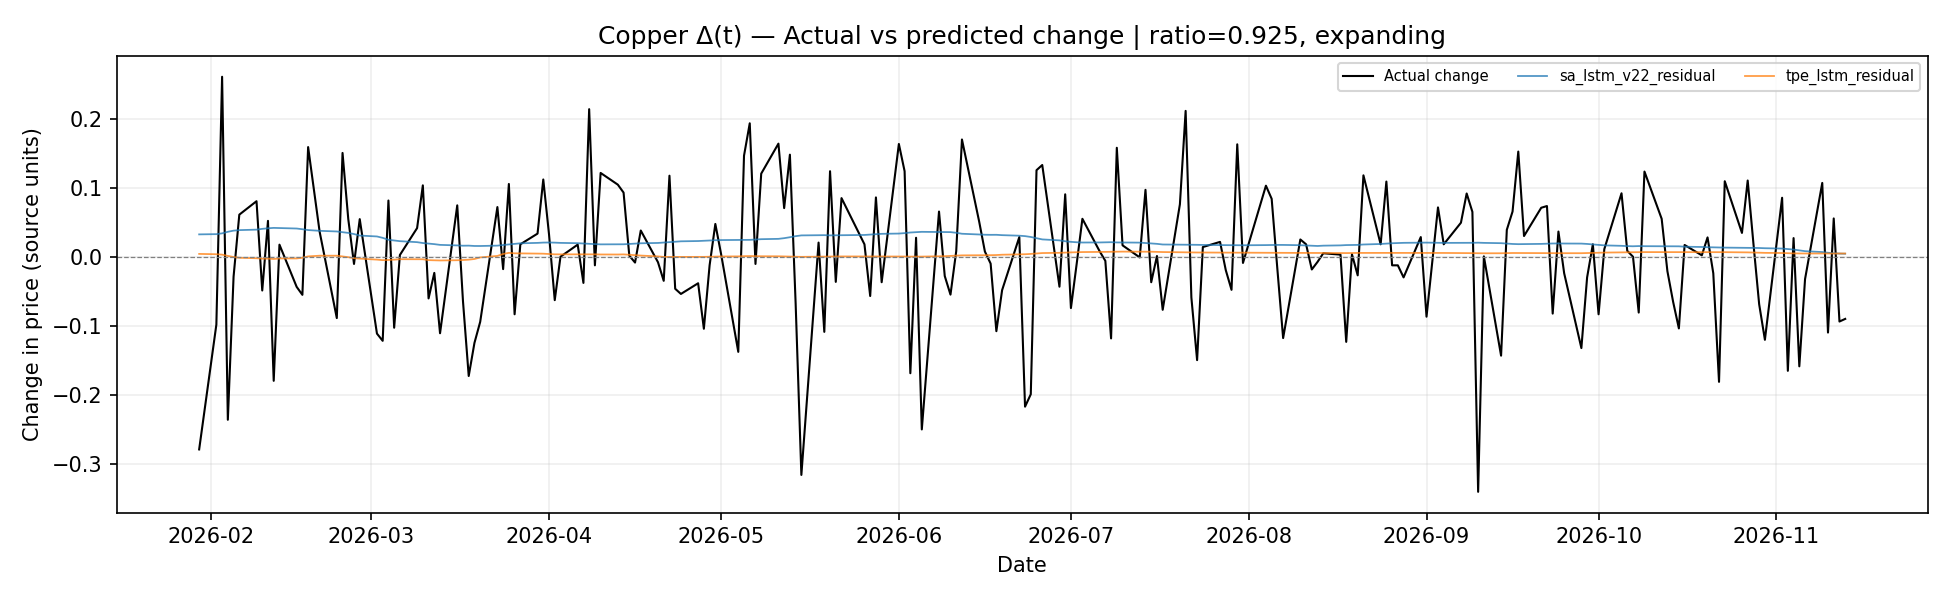 Copper Δ(t) — Actual vs predicted change | ratio=0.925, expanding
Actual change
sa_lstm_v22_residual
tpe_lstm_residual
Change in price (source units)
0.2
0.1
0.0
−0.1
−0.2
−0.3
2026-02
2026-03
2026-04
2026-05
2026-06
2026-07
2026-08
2026-09
2026-10
2026-11
Date